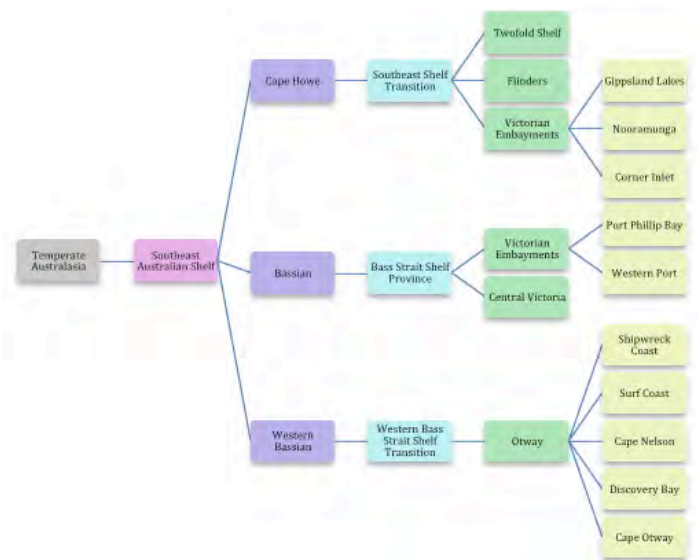 Temperate
Australasia
Southeast
Australian Shelf
Cape Howe
Southeast Shelf
Transition
Twofold Shelf
Flinders
Victorian
Embayments
Gippsland Lakes
Nooramunga
Corner Inlet
Bassian
Bass Strait Shelf
Province
Victorian
Embayments
Port Phillip Bay
Western Port
Central Victoria
Western
Bassian
Western Bass
Strait Shelf
Transition
Otway
Shipwreck
Coast
Surf Coast
Cape Nelson
Discovery Bay
Cape Otway